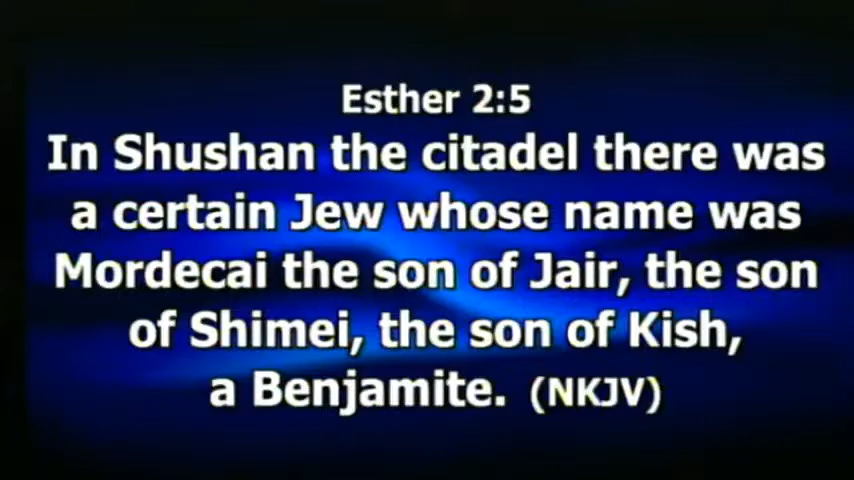 Esther 2:5
In Shushan the citadel there was
a certain Jew whose name was
Mordecai the son of Jair, the son
of Shimei, the son of Kish,
a Benjamite. (NKJV)